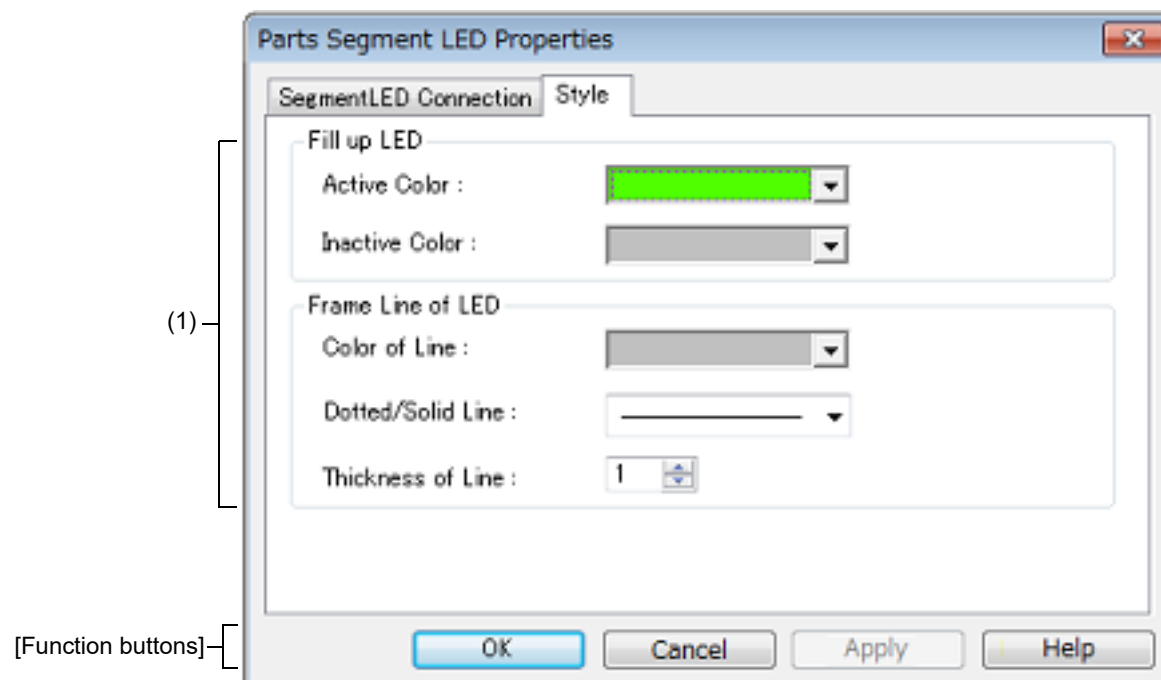 Parts Segment LED Properties
SegmentLED Connection Style
Fill up LED
Active Color :
Inactive Color :
(1)
Frame Line of LED
Color of Line :
Dotted/Solid Line :
Thickness of Line : 1
[Function buttons]
OK Cancel Apply Help